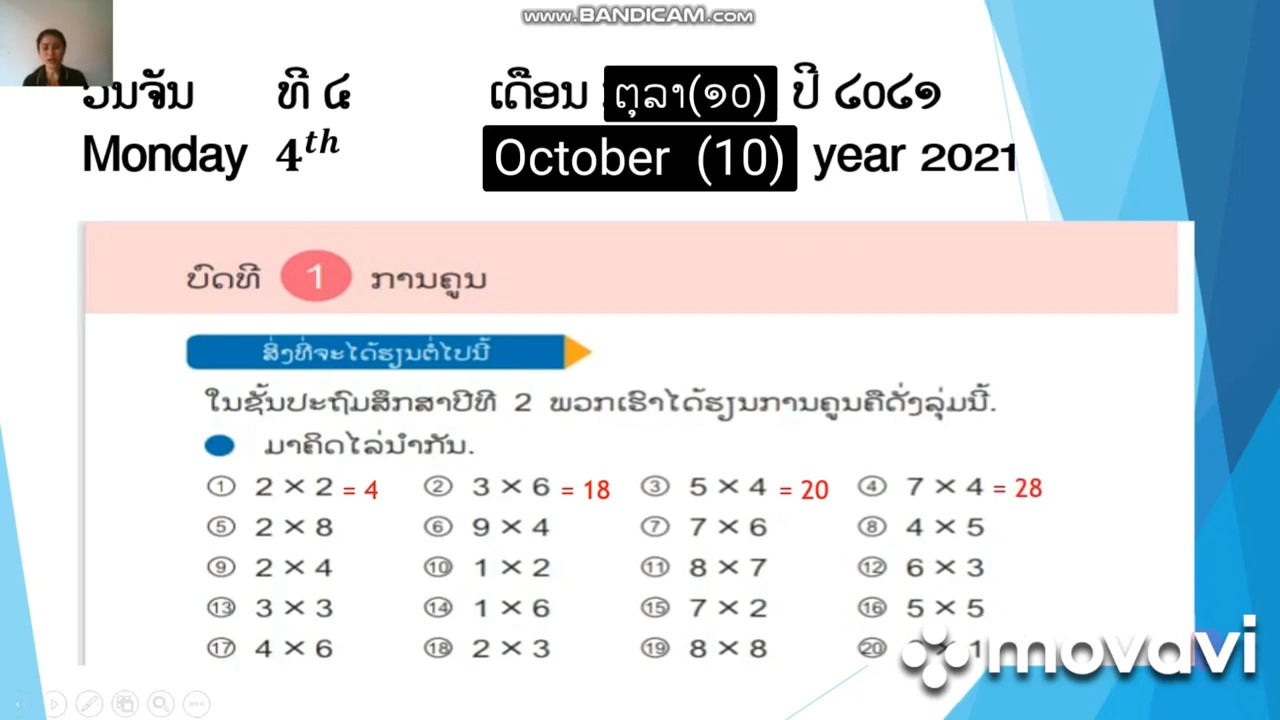 www.BANDICAM.com
ວັນຈັນ ທີ ໔ ເດືອນ ຕຸລາ(໑໐) ປີ ໒໐໒໑
Monday 4th October (10) year 2021
ບົດທີ 1 ການຄູນ
ສິ່ງທີ່ຈະໄດ້ຮຽນຕໍ່ໄປນີ້
ໃນຊັ້ນປະຖົມສຶກສາປີທີ 2 ພວກເຮົາໄດ້ຮຽນການຄູນຄືດັ່ງລຸ່ມນີ້.
ມາຄິດໄລ່ນຳກັນ.
① 2 × 2 = 4 ② 3 × 6 = 18 ③ 5 × 4 = 20 ④ 7 × 4 = 28
⑤ 2 × 8 ⑥ 9 × 4 ⑦ 7 × 6 ⑧ 4 × 5
⑨ 2 × 4 ⑩ 1 × 2 ⑪ 8 × 7 ⑫ 6 × 3
⑬ 3 × 3 ⑭ 1 × 6 ⑮ 7 × 2 ⑯ 5 × 5
⑰ 4 × 6 ⑱ 2 × 3 ⑲ 8 × 8 ⑳ × 1
movavi